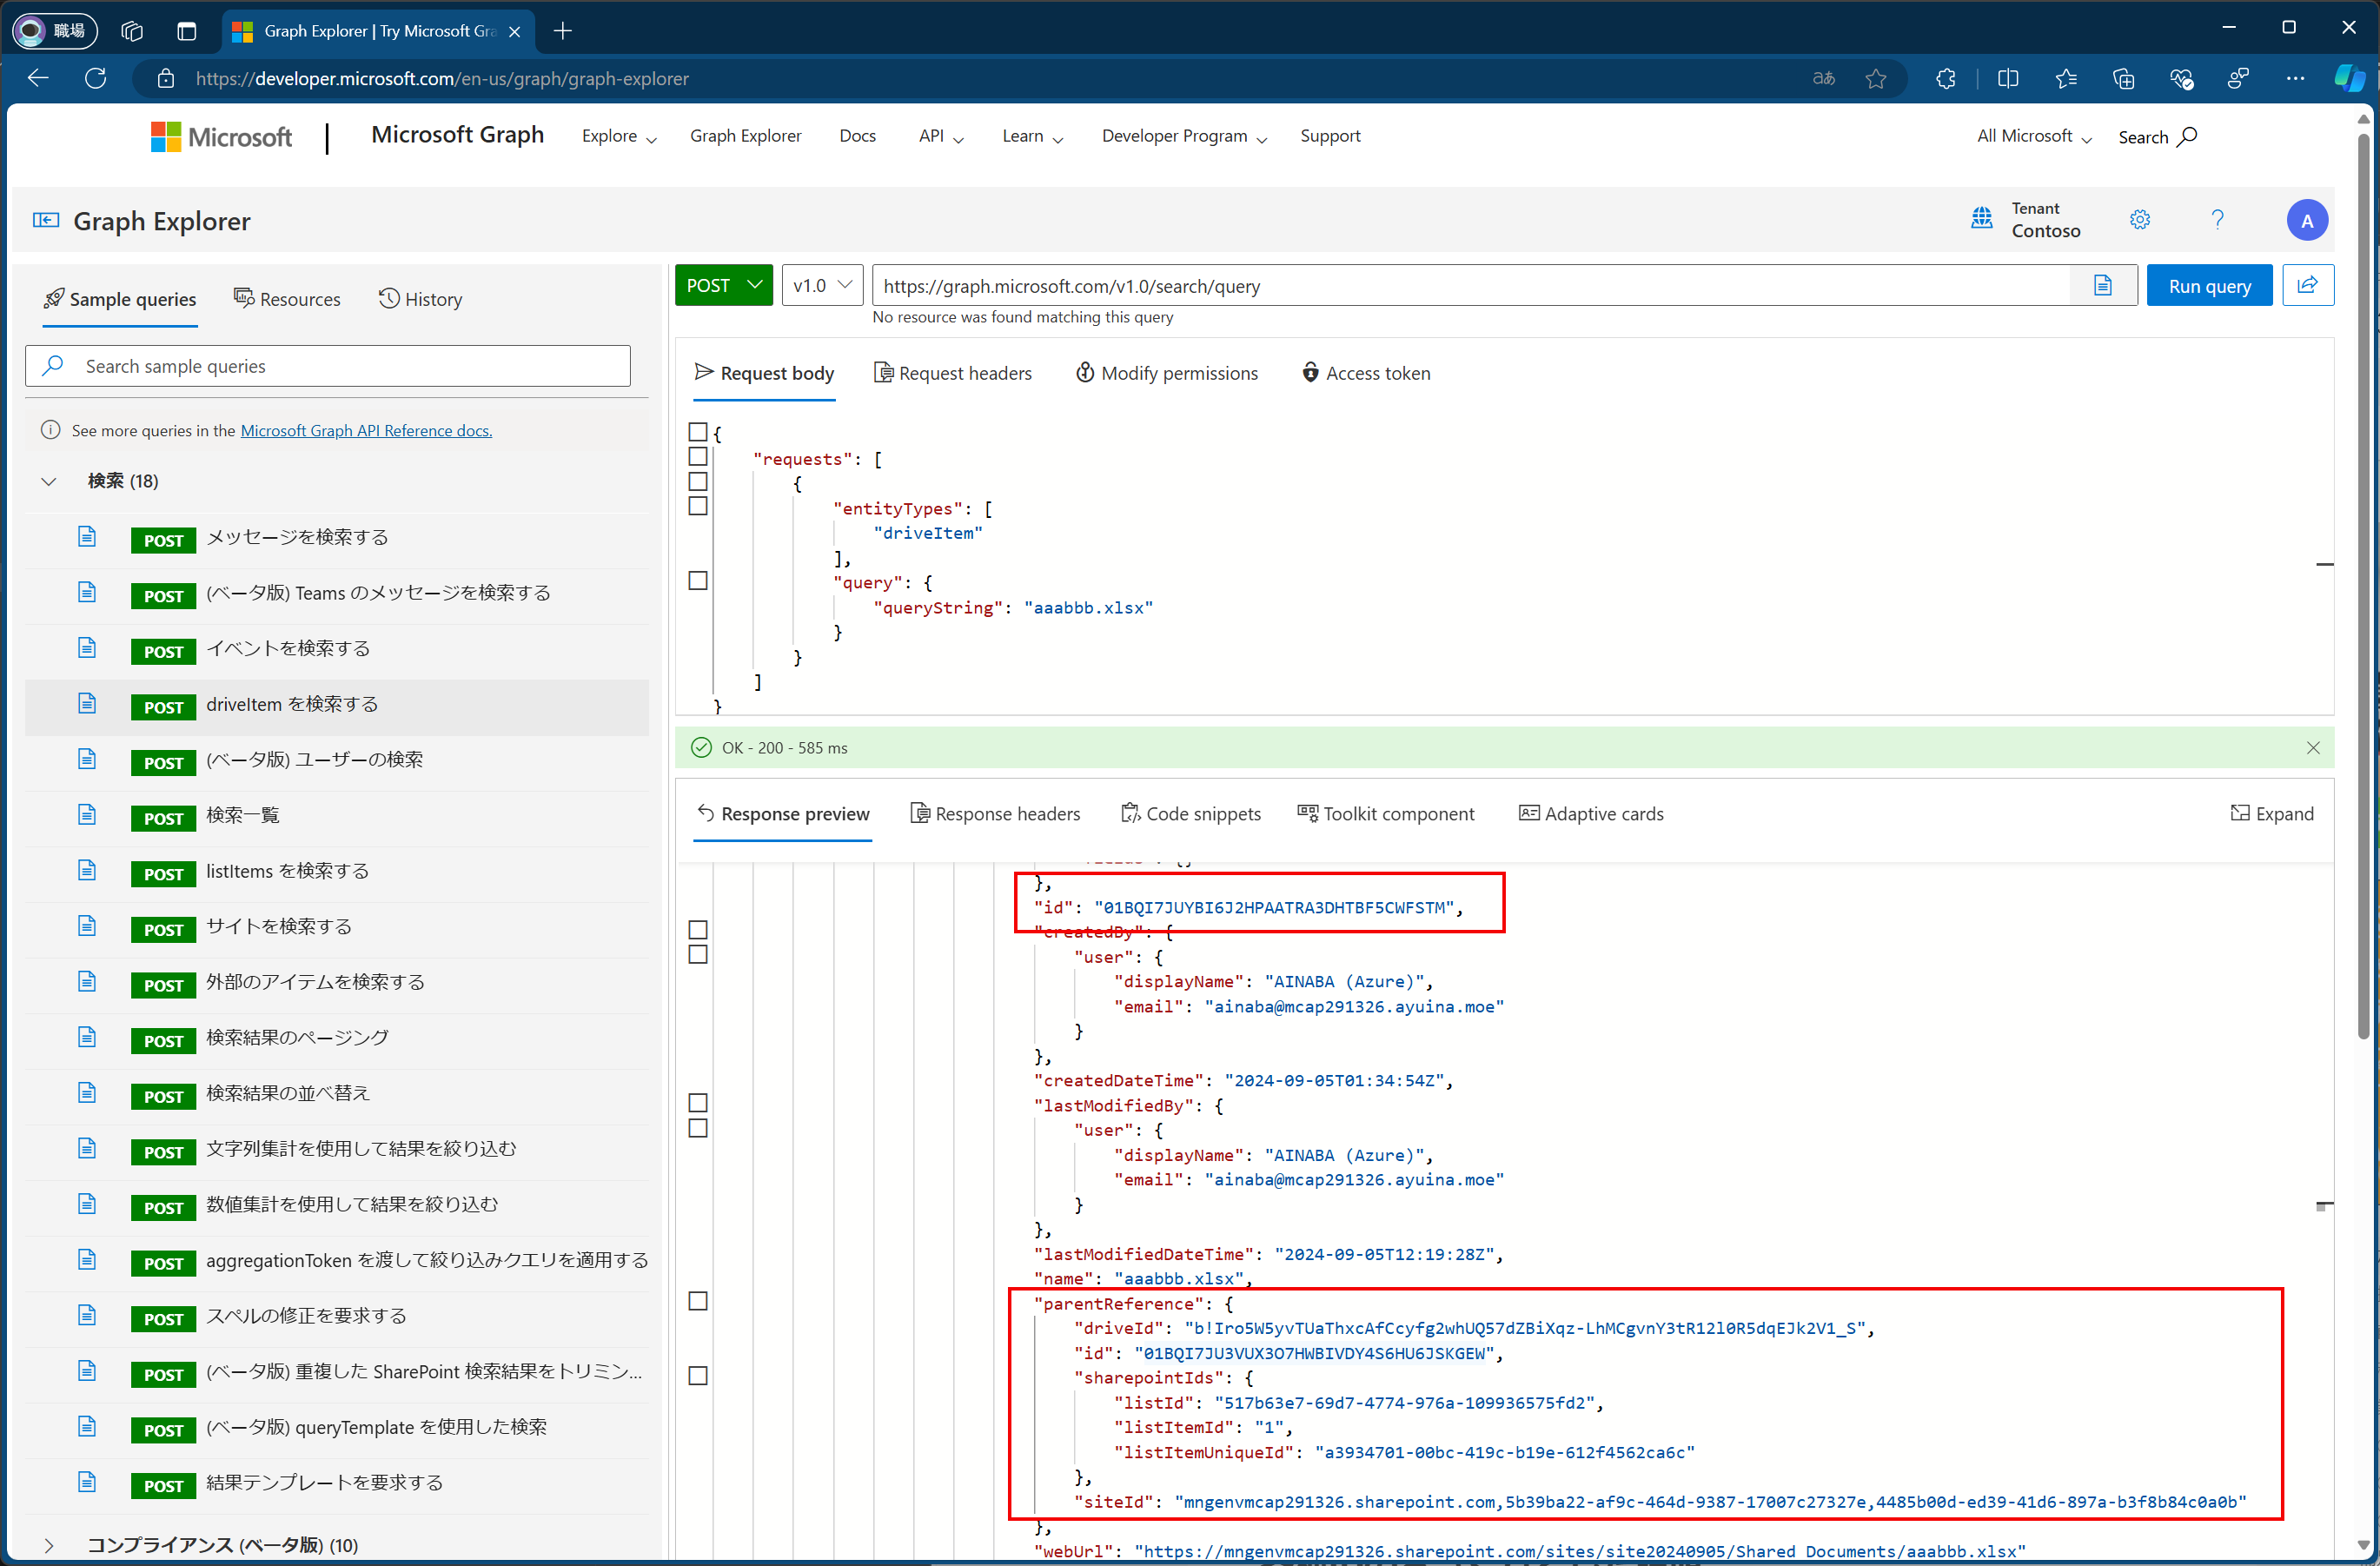 職場
Graph Explorer | Try Microsoft Gra
https://developer.microsoft.com/en-us/graph/graph-explorer
aあ
Microsoft
Microsoft Graph
Explore
Graph Explorer
Docs
API
Learn
Developer Program
Support
All Microsoft
Search
Graph Explorer
Tenant
Contoso
A
Sample queries
Resources
History
Search sample queries
See more queries in the Microsoft Graph API Reference docs.
検索 (18)
POST メッセージを検索する
POST (ベータ版) Teams のメッセージを検索する
POST イベントを検索する
POST driveItem を検索する
POST (ベータ版) ユーザーの検索
POST 検索一覧
POST listItems を検索する
POST サイトを検索する
POST 外部のアイテムを検索する
POST 検索結果のページング
POST 検索結果の並べ替え
POST 文字列集計を使用して結果を絞り込む
POST 数値集計を使用して結果を絞り込む
POST aggregationToken を渡して絞り込みクエリを適用する
POST スペルの修正を要求する
POST (ベータ版) 重複した SharePoint 検索結果をトリミン...
POST (ベータ版) queryTemplate を使用した検索
POST 結果テンプレートを要求する
コンプライアンス (ベータ版) (10)
POST
v1.0
https://graph.microsoft.com/v1.0/search/query
Run query
No resource was found matching this query
Request body
Request headers
Modify permissions
Access token
{
"requests": [
{
"entityTypes": [
"driveItem"
],
"query": {
"queryString": "aaabbb.xlsx"
}
}
]
}
OK - 200 - 585 ms
Response preview
Response headers
Code snippets
Toolkit component
Adaptive cards
Expand
},
"id": "01BQI7JUYBI6J2HPAATRA3DHTBF5CWFSTM",
"createdBy": {
"user": {
"displayName": "AINABA (Azure)",
"email": "ainaba@mcap291326.ayuina.moe"
}
},
"createdDateTime": "2024-09-05T01:34:54Z",
"lastModifiedBy": {
"user": {
"displayName": "AINABA (Azure)",
"email": "ainaba@mcap291326.ayuina.moe"
}
},
"lastModifiedDateTime": "2024-09-05T12:19:28Z",
"name": "aaabbb.xlsx",
"parentReference": {
"driveId": "b!Iro5W5yvTUaThxcAfCcyfg2whUQ57dZBiXqz-LhMCgvnY3tR12l0R5dqEJk2V1_S",
"id": "01BQI7JU3VUX3O7HWBIVDY4S6HU6JSKGEW",
"sharepointIds": {
"listId": "517b63e7-69d7-4774-976a-109936575fd2",
"listItemId": "1",
"listItemUniqueId": "a3934701-00bc-419c-b19e-612f4562ca6c"
},
"siteId": "mngenvmcap291326.sharepoint.com,5b39ba22-af9c-464d-9387-17007c27327e,4485b00d-ed39-41d6-897a-b3f8b84c0a0b"
},
"webUrl": "https://mngenvmcap291326.sharepoint.com/sites/site20240905/Shared Documents/aaabbb.xlsx"